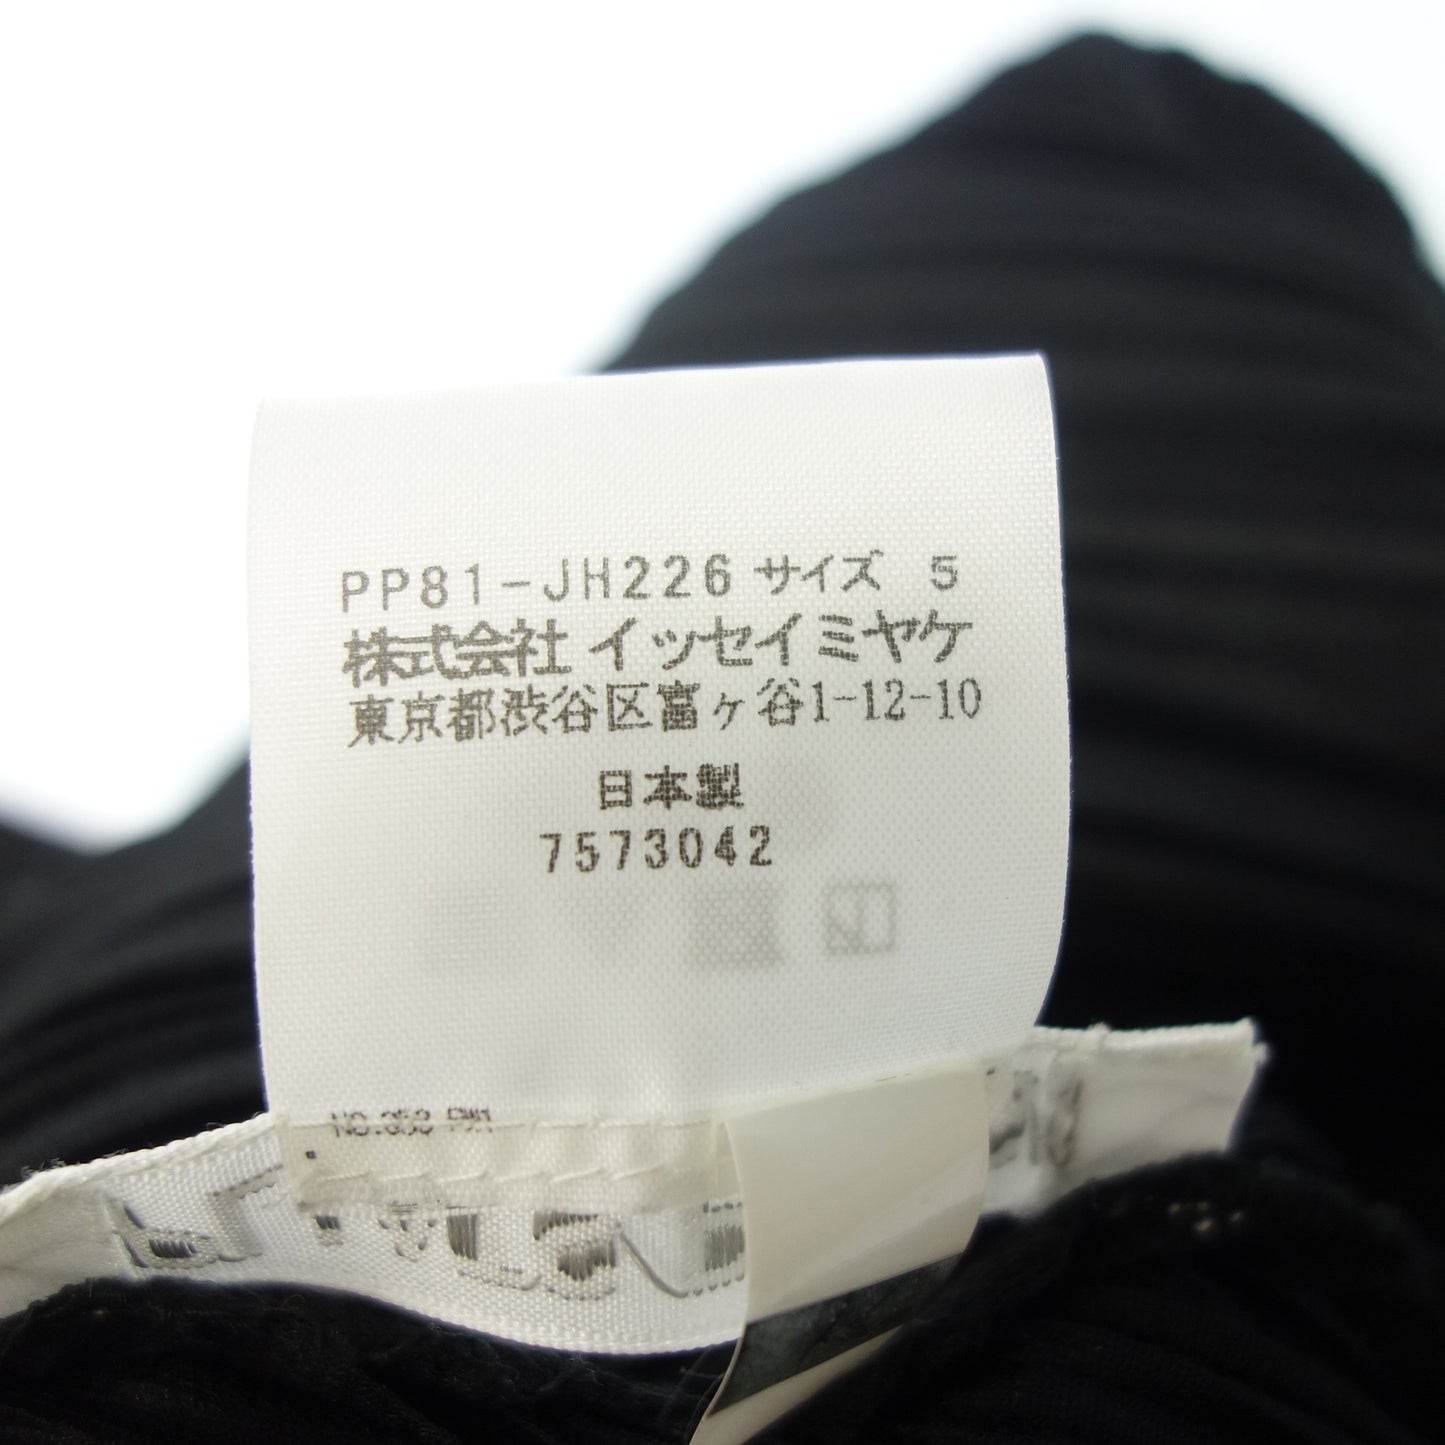 PP81-JH226 サイズ 5
株式会社 イッセイミヤケ
東京都渋谷区富ヶ谷1-12-10
日本製
7573042